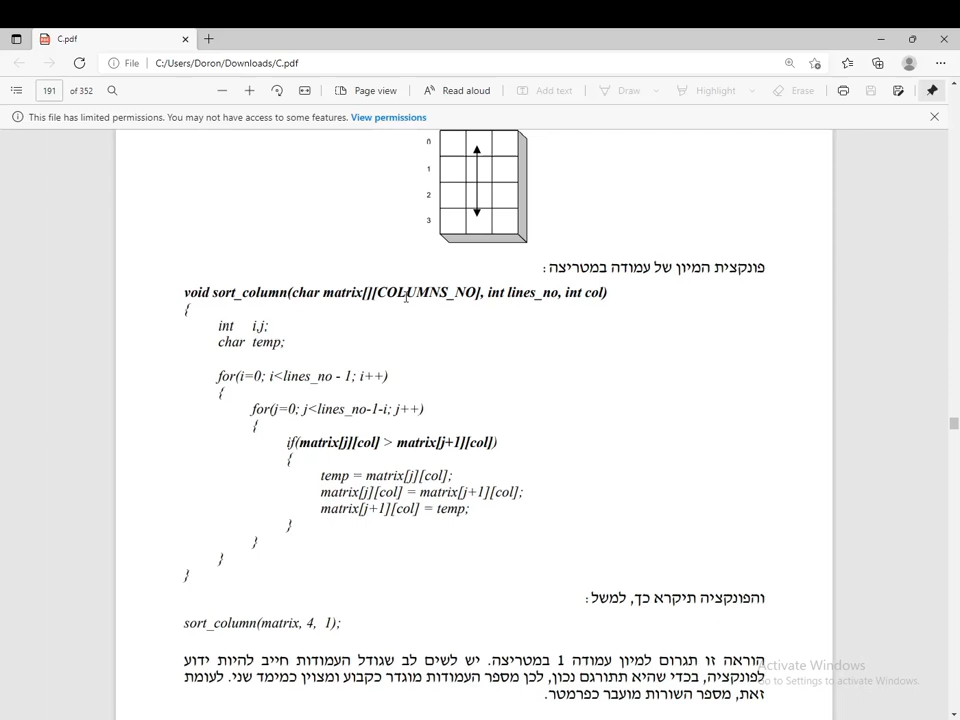 C.pdf
File
C:/Users/Doron/Downloads/C.pdf
191 of 352
Page view
Read aloud
Add text
Draw
Highlight
Erase
This file has limited permissions. You may not have access to some features. View permissions
0
1
2
3
פונקצית המיון של עמודה במטריצה :
void sort_column(char matrix[][COLUMNS_NO], int lines_no, int col)
{
int i,j;
char temp;
for(i=0; i<lines_no - 1; i++)
{
for(j=0; j<lines_no-1-i; j++)
{
if(matrix[j][col] > matrix[j+1][col])
{
temp = matrix[j][col];
matrix[j][col] = matrix[j+1][col];
matrix[j+1][col] = temp;
}
}
}
}
והפונקציה תיקרא כך, למשל :
sort_column(matrix, 4, 1);
הוראה זו תגרום למיון עמודה 1 במטריצה. יש לשים לב שגודל העמודות חייב להיות ידוע
לפונקציה, בכדי שהיא תתורגם נכון, לכן מספר העמודות מוגדר כקבוע ומצוין כמימד שני. לעומת
זאת, מספר השורות מועבר כפרמטר.
Activate Windows
Go to Settings to activate Windows.